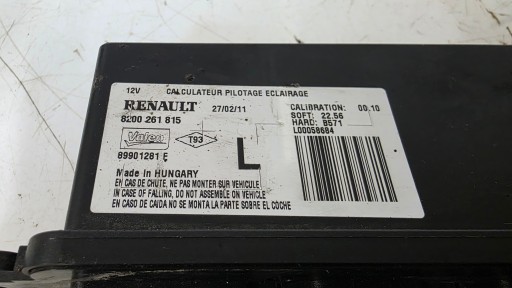 12V CALCULATEUR PILOTAGE ECLAIRAGE
RENAULT 27/02/11 CALIBRATION: 00.10
8200 261 815 SOFT: 22.56
HARD: B571
Valeo T93 L00058684
89901281 E L
Made In HUNGARY
EN CAS DE CHUTE, NE PAS MONTER SUR VEHICULE
IN CASE OF FALLING, DO NOT ASSEMBLE ON VEHICLE
EN CASO DE CAIDA NO SE MONTA LA PARTE SOBRE EL COCHE